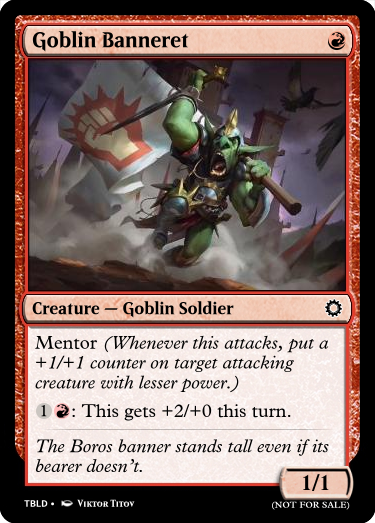 Goblin Banneret
Creature — Goblin Soldier
Mentor (Whenever this attacks, put a
+1/+1 counter on target attacking
creature with lesser power.)
1 R: This gets +2/+0 this turn.
The Boros banner stands tall even if its
bearer doesn't.
1/1
TBLD • Viktor Titov
(NOT FOR SALE)